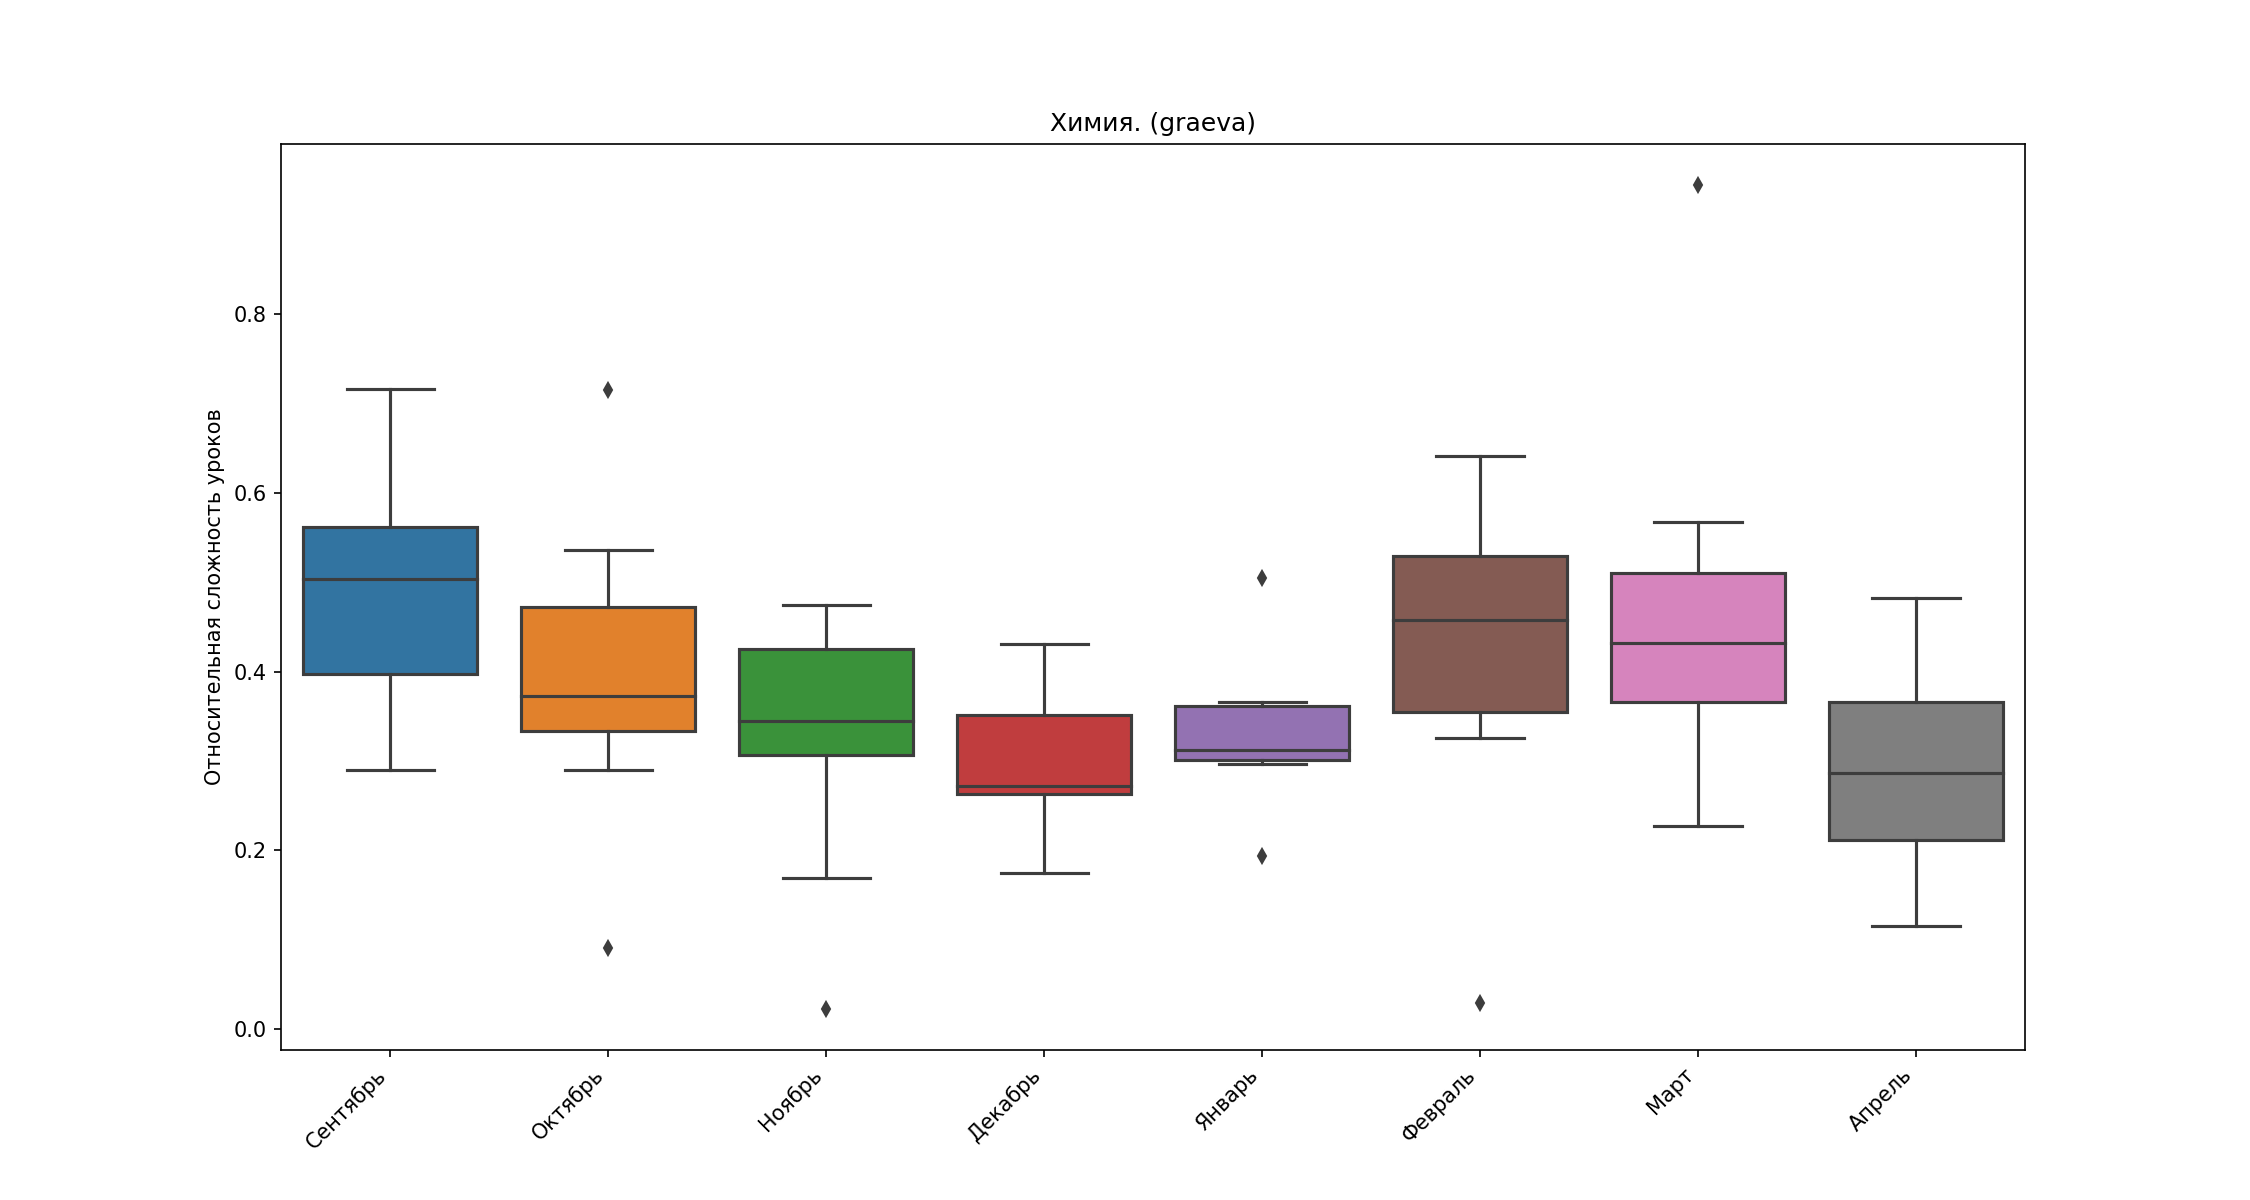 Химия. (graeva)
Относительная сложность уроков
0.8
0.6
0.4
0.2
0.0
Сентябрь
Октябрь
Ноябрь
Декабрь
Январь
Февраль
Март
Апрель